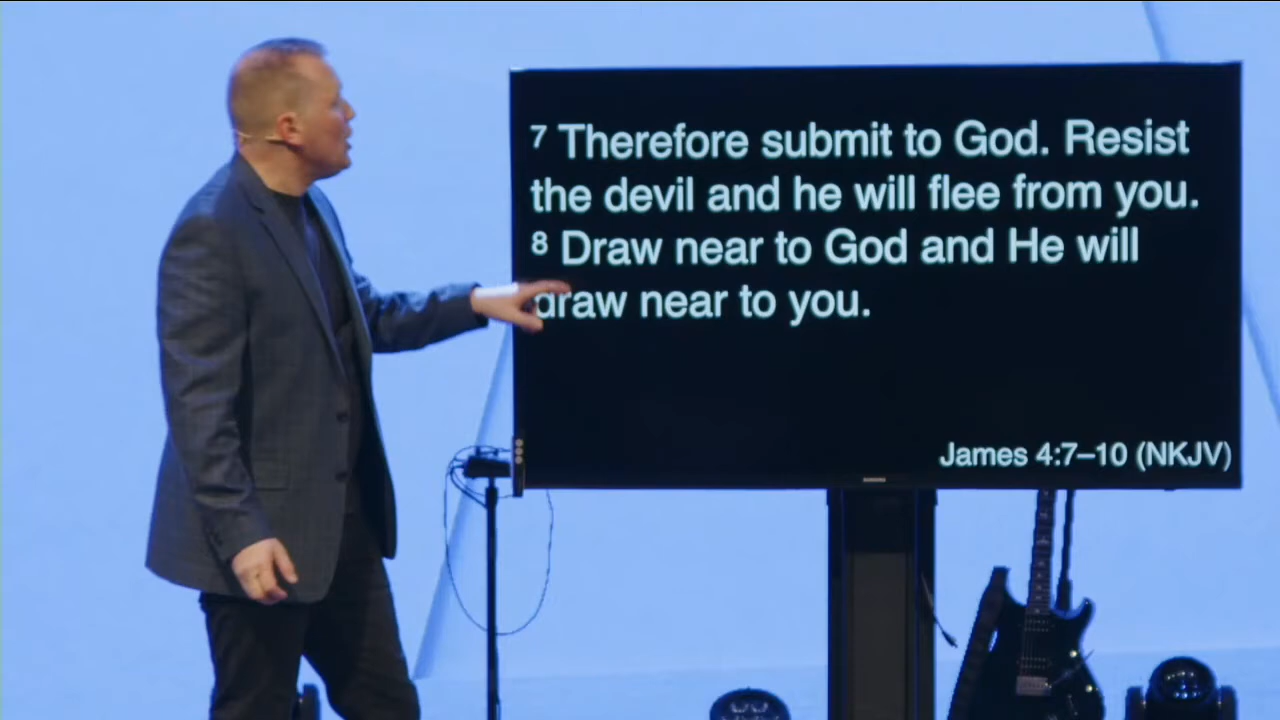 7 Therefore submit to God. Resist
the devil and he will flee from you.
8 Draw near to God and He will
draw near to you.
James 4:7–10 (NKJV)